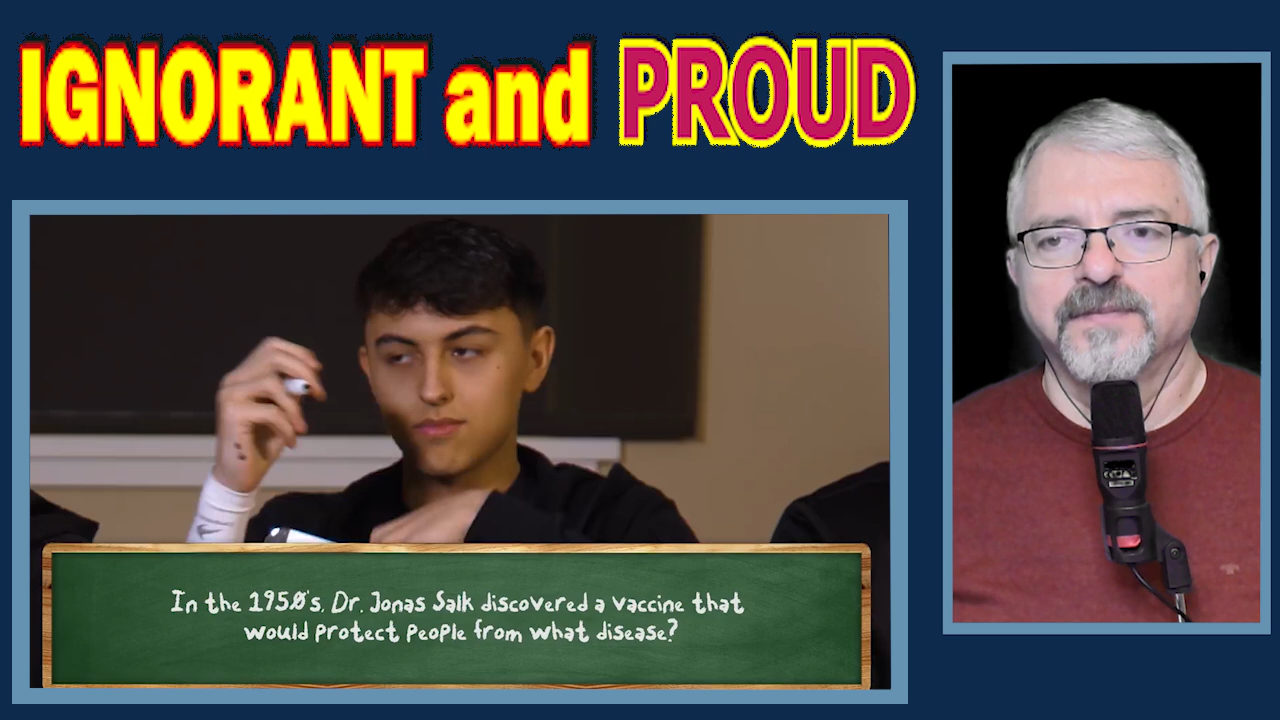 IGNORANT and PROUD
In the 1950's, Dr. Jonas Salk discovered a vaccine that
would protect people from what disease?